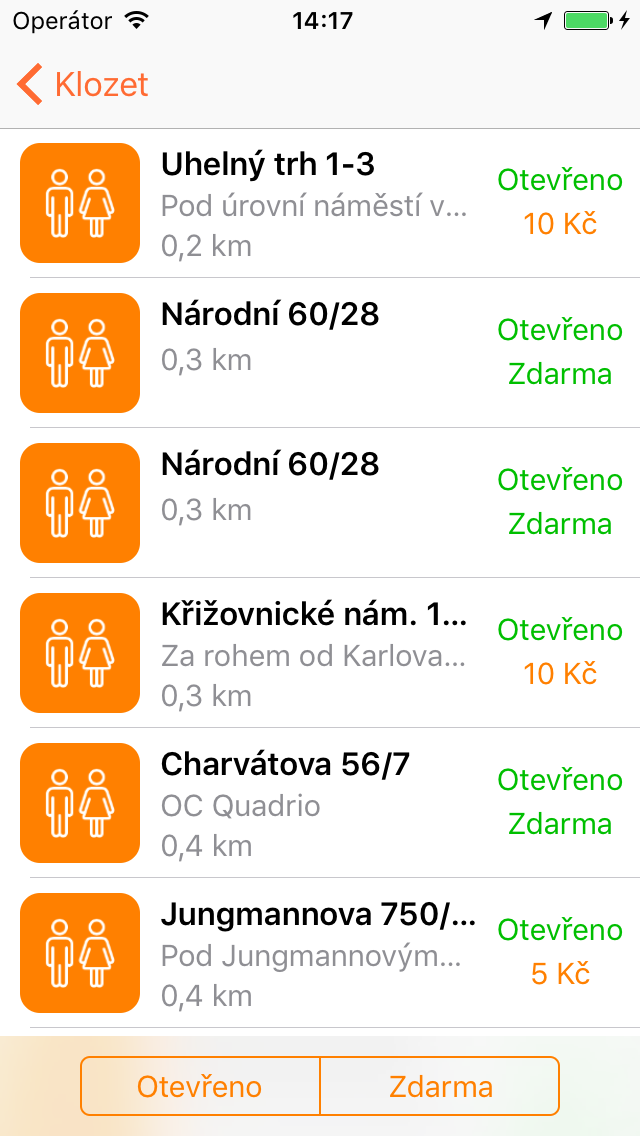 Operátor 14:17
Klozet
Uhelný trh 1-3
Pod úrovní náměstí v...
0,2 km
Otevřeno
10 Kč
Národní 60/28
0,3 km
Otevřeno
Zdarma
Národní 60/28
0,3 km
Otevřeno
Zdarma
Křižovnické nám. 1...
Za rohem od Karlova...
0,3 km
Otevřeno
10 Kč
Charvátova 56/7
OC Quadrio
0,4 km
Otevřeno
Zdarma
Jungmannova 750/...
Pod Jungmannovým...
0,4 km
Otevřeno
5 Kč
Otevřeno Zdarma